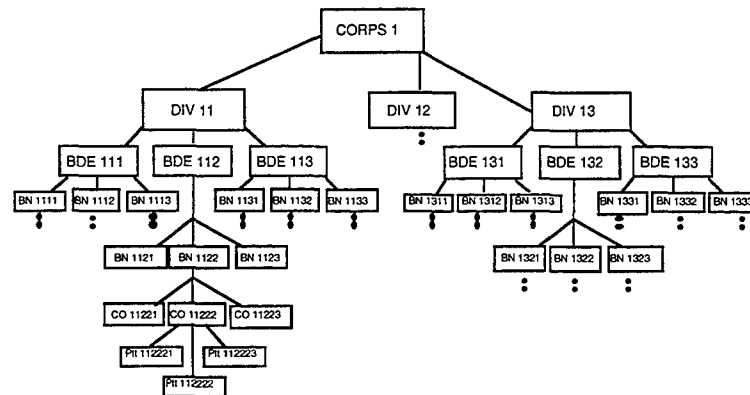 CORPS 1
DIV 11
DIV 12
DIV 13
BDE 111
BDE 112
BDE 113
BDE 131
BDE 132
BDE 133
BN 1111
BN 1112
BN 1113
BN 1131
BN 1132
BN 1133
BN 1311
BN 1312
BN 1313
BN 1331
BN 1332
BN 1333
BN 1121
BN 1122
BN 1123
BN 1321
BN 1322
BN 1323
CO 11221
CO 11222
CO 11223
Plt 112221
Plt 112223
Plt 112222